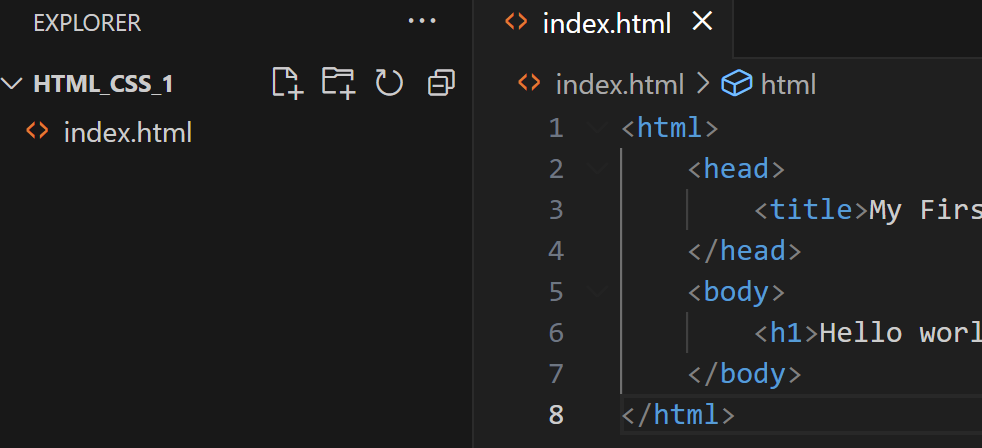 EXPLORER
HTML_CSS_1
index.html
index.html
index.html > html
1 <html>
2 <head>
3 <title>My Firs
4 </head>
5 <body>
6 <h1>Hello worl
7 </body>
8 </html>